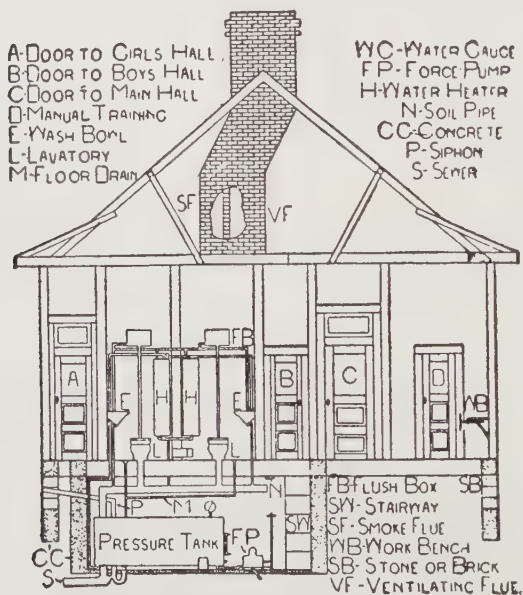 A-DOOR TO GIRLS HALL
B-DOOR TO BOYS HALL
C-DOOR TO MAIN HALL
D-MANUAL TRAINING
E-WASH BOWL
L-LAVATORY
M-FLOOR DRAIN
WC-WATER GAUGE
FP-FORCE PUMP
H-WATER HEATER
N-SOIL PIPE
CC-CONCRETE
P-SIPHON
S-SEWER
SF
VF
FB
A
E
H
H
E
B
C
D
WB
L
L
P
M
N
SW
PRESSURE TANK
FP
CC
S
FB-FLUSH BOX
SB
SW-STAIRWAY
SF-SMOKE FLUE
WB-WORK BENCH
SB-STONE OR BRICK
VF-VENTILATING FLUE.